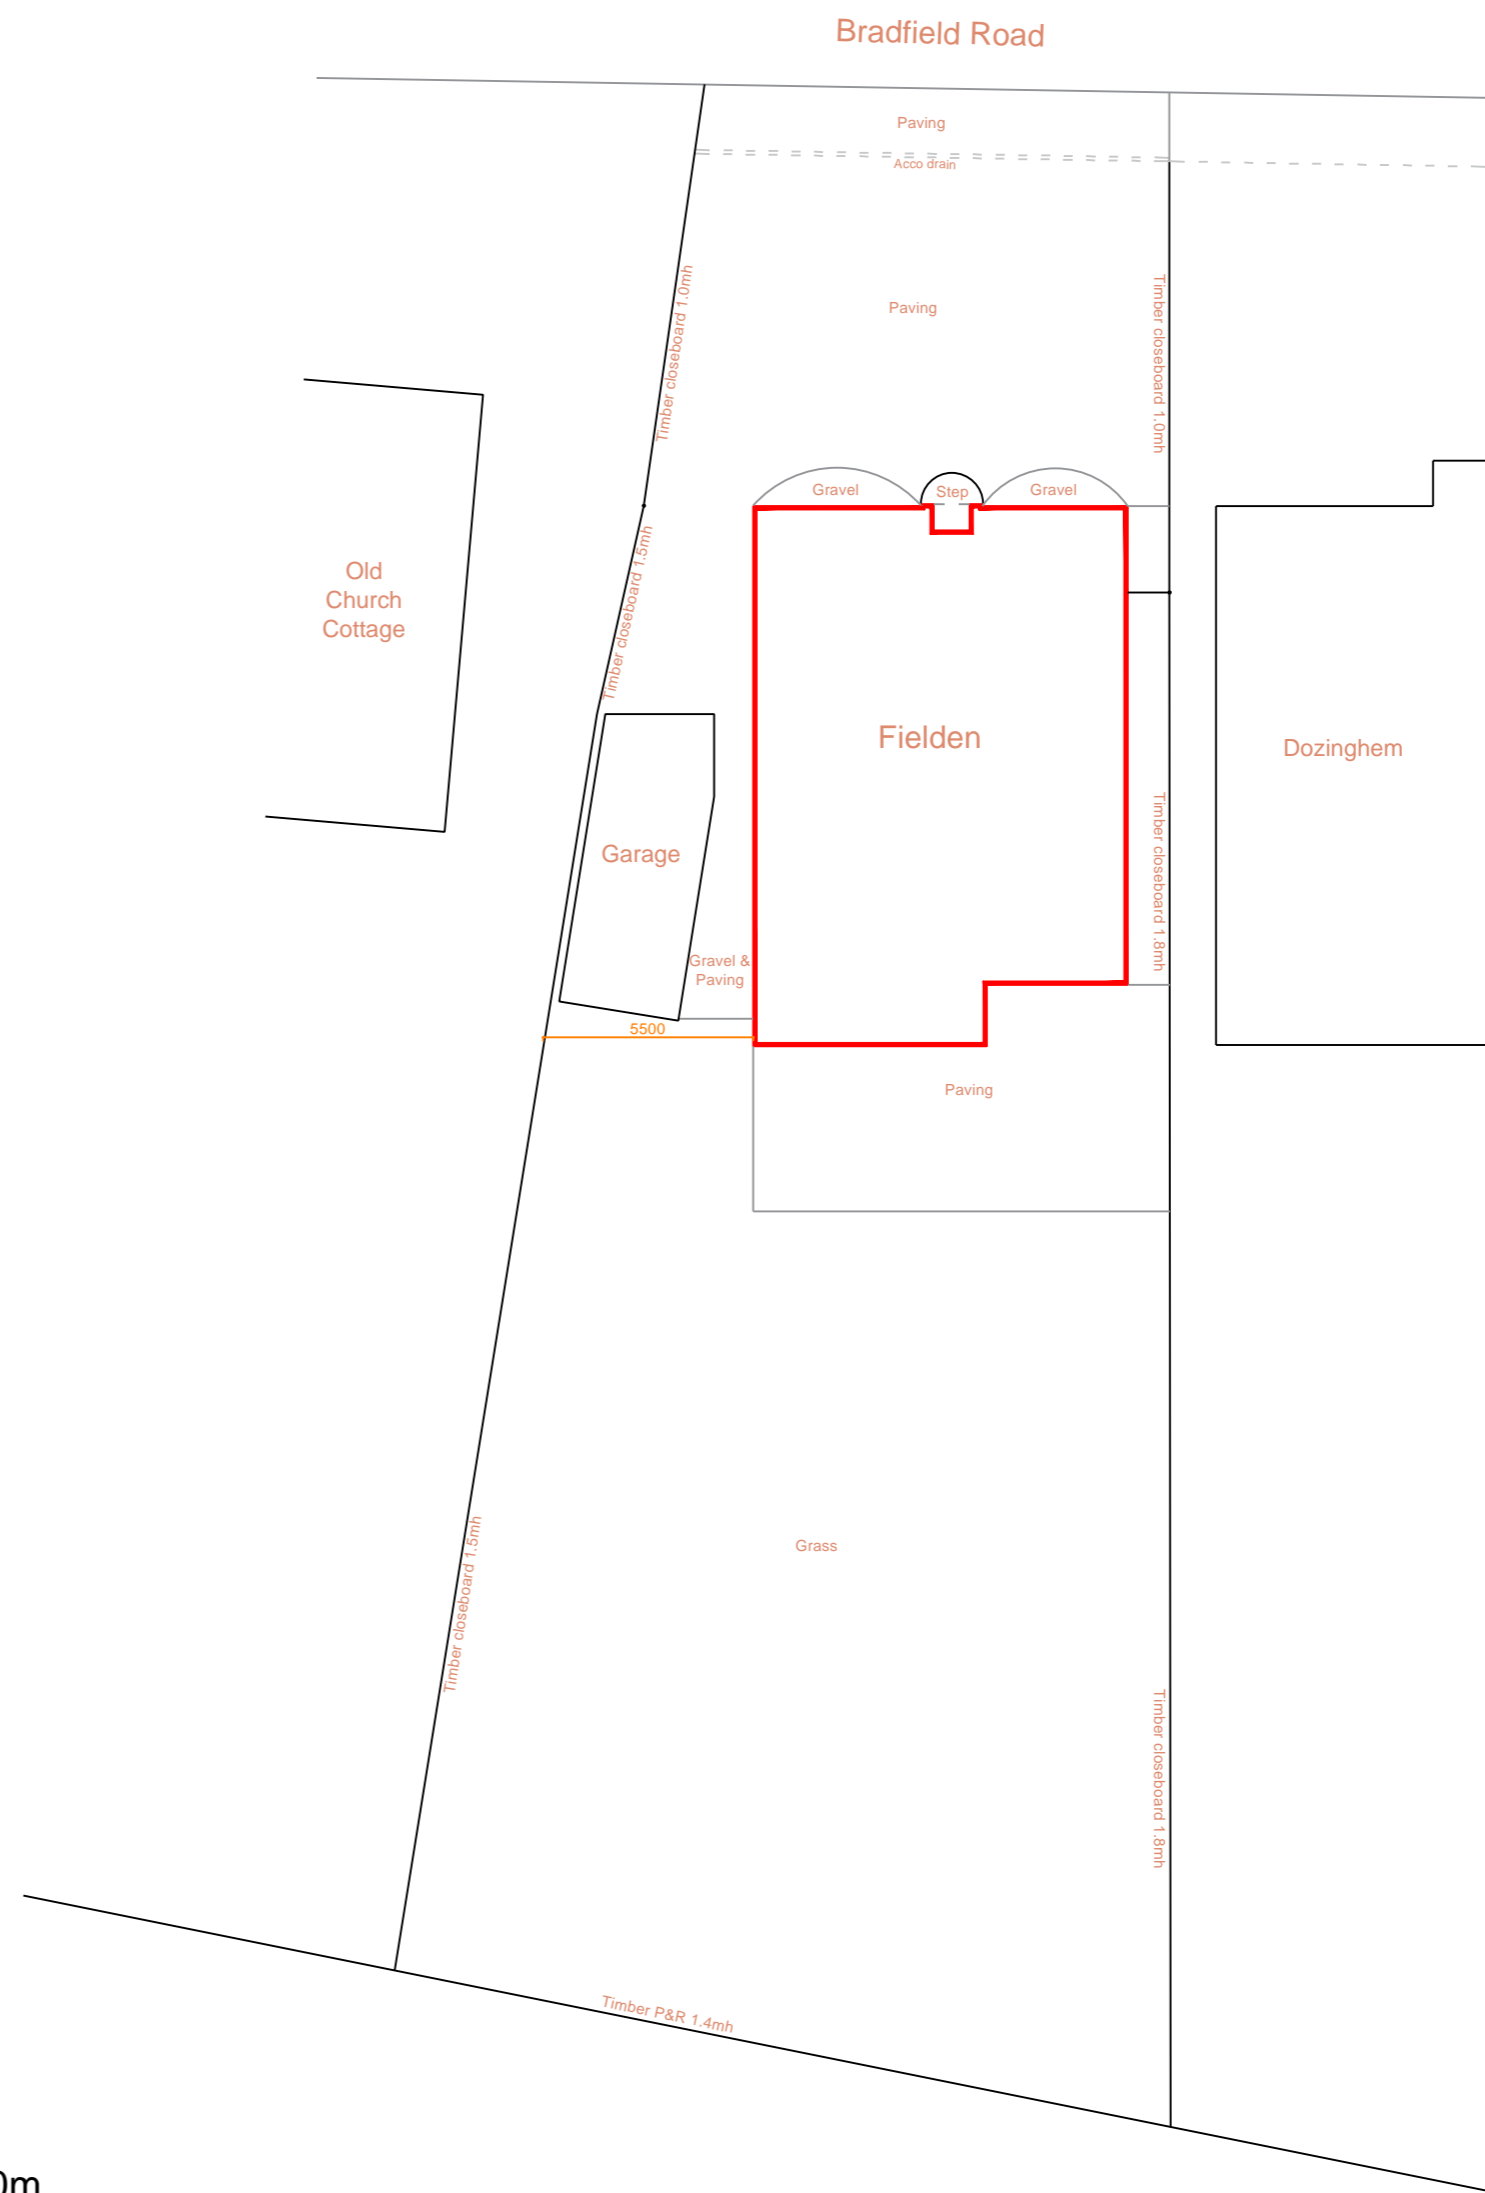 Bradfield Road
Paving
Acco drain
Paving
Timber closeboard 1.0mh
Timber closeboard 1.0mh
Gravel
Step
Gravel
Old
Church
Cottage
Timber closeboard 1.5mh
Fielden
Dozinghem
Garage
Timber closeboard 1.8mh
Gravel &
Paving
5500
Paving
Grass
Timber closeboard 1.5mh
Timber closeboard 1.8mh
Timber P&R 1.4mh
0m